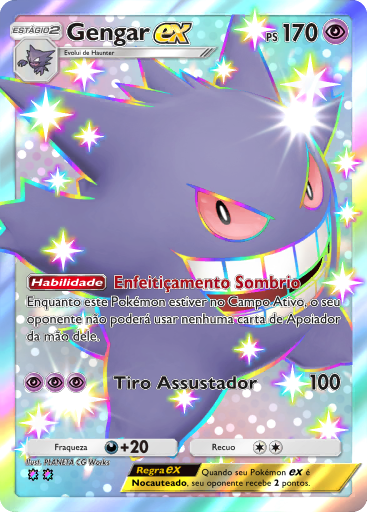 ESTÁGIO2 Gengar ex PS 170
Evolui de Haunter
Habilidade Enfeitiçamento Sombrio
Enquanto este Pokémon estiver no Campo Ativo, o seu
oponente não poderá usar nenhuma carta de Apoiador
da mão dele.
Tiro Assustador 100
Fraqueza +20 Recuo
Ilust. PLANETA CG Works
Regra ex Quando seu Pokémon ex é
Nocauteado, seu oponente recebe 2 pontos.